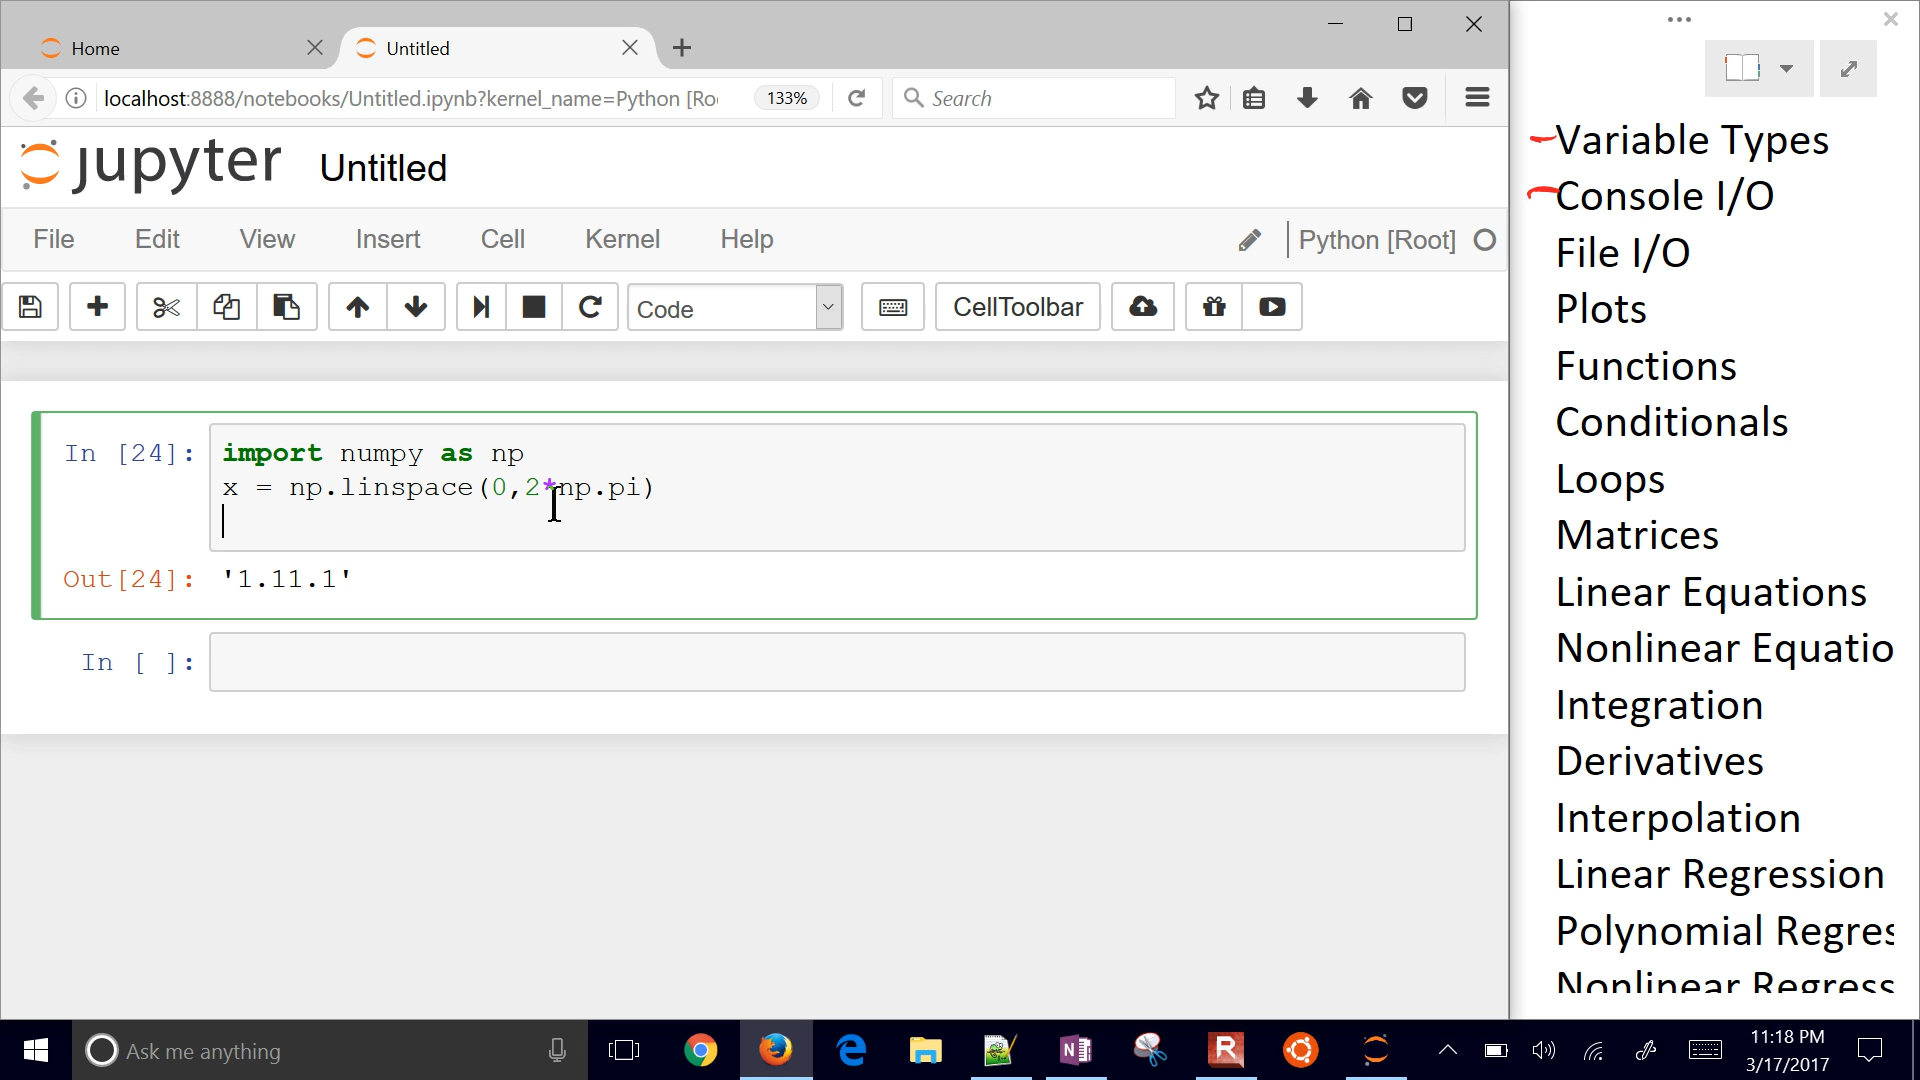 Home
Untitled
localhost:8888/notebooks/Untitled.ipynb?kernel_name=Python [Ro
133%
Search
jupyter Untitled
File Edit View Insert Cell Kernel Help
Python [Root]
Code
CellToolbar
In [24]: import numpy as np
x = np.linspace(0,2*np.pi)
Out[24]: '1.11.1'
In [ ]:
Variable Types
Console I/O
File I/O
Plots
Functions
Conditionals
Loops
Matrices
Linear Equations
Nonlinear Equatio
Integration
Derivatives
Interpolation
Linear Regression
Polynomial Regres
Nonlinear Regress
Ask me anything
11:18 PM
3/17/2017